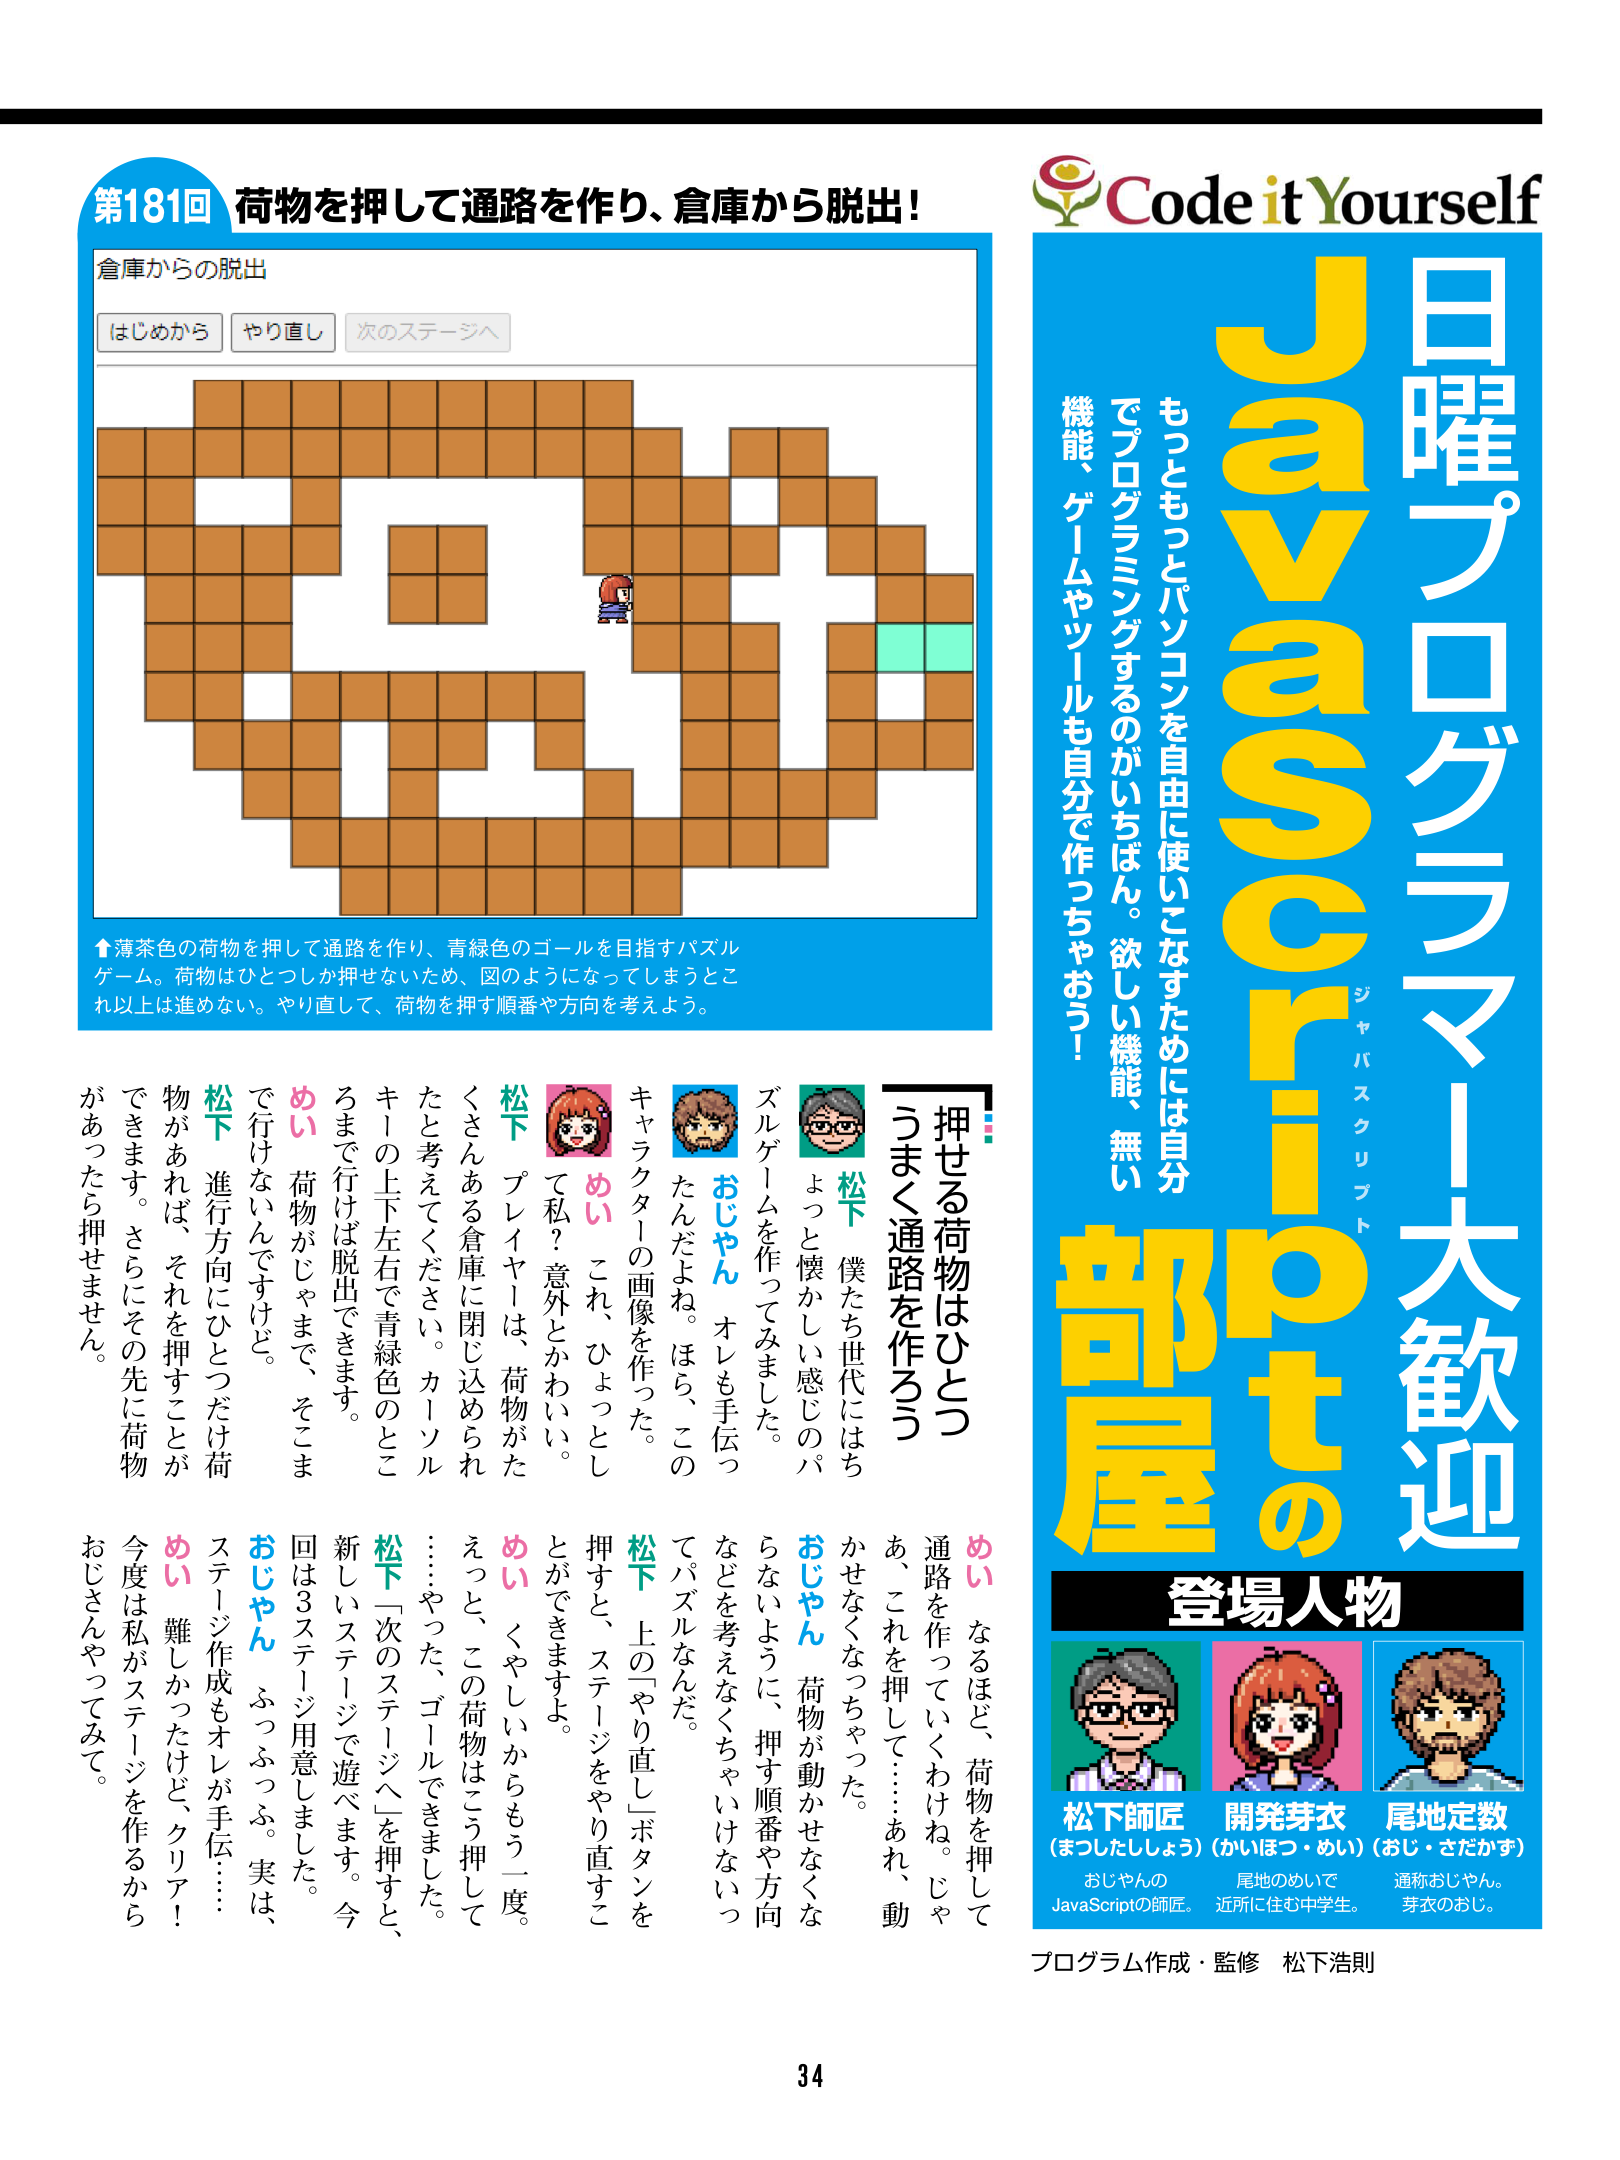 Code it Yourself
日曜プログラマー大歓迎
JavaScriptの
ジャバスクリプト
部屋
もっともっとパソコンを自由に使いこなすためには自分
でプログラミングするのがいちばん。欲しい機能、無い
機能、ゲームやツールも自分で作っちゃおう！
登場人物
松下師匠
（まつしたししょう）
おじやんの
JavaScriptの師匠。
開発芽衣
（かいほつ・めい）
尾地のめいで
近所に住む中学生。
尾地定数
（おじ・さだかず）
通称おじやん。
芽衣のおじ。
プログラム作成・監修　松下浩則
第181回
荷物を押して通路を作り、倉庫から脱出！
倉庫からの脱出
はじめから
やり直し
次のステージへ
⬆薄茶色の荷物を押して通路を作り、青緑色のゴールを目指すパズル
ゲーム。荷物はひとつしか押せないため、図のようになってしまうとこ
れ以上は進めない。やり直して、荷物を押す順番や方向を考えよう。
押せる荷物はひとつ
うまく通路を作ろう
松下　僕たち世代にはち
ょっと懐かしい感じのパ
ズルゲームを作ってみました。
おじやん　オレも手伝っ
たんだよね。ほら、この
キャラクターの画像を作った。
めい　これ、ひょっとし
て私？意外とかわいい。
松下　プレイヤーは、荷物がた
くさんある倉庫に閉じ込められ
たと考えてください。カーソル
キーの上下左右で青緑色のとこ
ろまで行けば脱出できます。
めい　荷物がじゃまで、そこま
で行けないんですけど。
松下　進行方向にひとつだけ荷
物があれば、それを押すことが
できます。さらにその先に荷物
があったら押せません。
めい　なるほど、荷物を押して
通路を作っていくわけね。じゃ
あ、これを押して……あれ、動
かせなくなっちゃった。
おじやん　荷物が動かせなくな
らないように、押す順番や方向
などを考えなくちゃいけないっ
てパズルなんだ。
松下　上の「やり直し」ボタンを
押すと、ステージをやり直すこ
とができますよ。
めい　くやしいからもう一度。
えっと、この荷物はこう押して
……やった、ゴールできました。
松下　「次のステージへ」を押すと、
新しいステージで遊べます。今
回は3ステージ用意しました。
おじやん　ふっふっふ。実は、
ステージ作成もオレが手伝……
めい　難しかったけど、クリア！
今度は私がステージを作るから
おじさんやってみて。
34